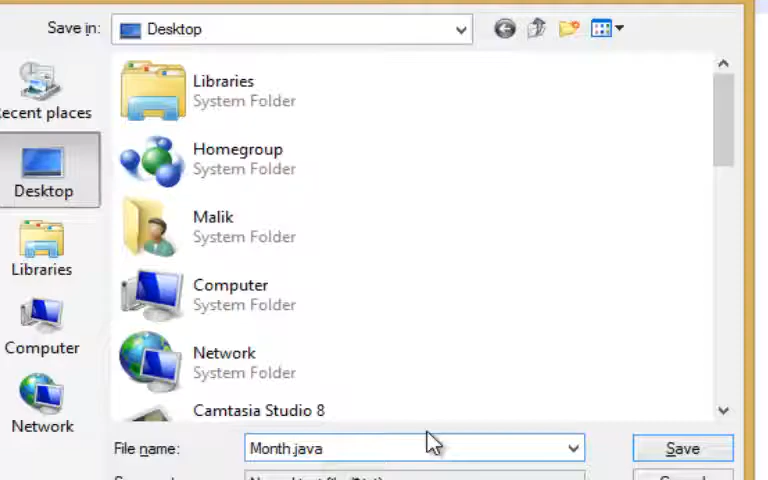 Save in:
Desktop
Libraries
System Folder
ecent places
Homegroup
System Folder
Desktop
Malik
System Folder
Libraries
Computer
System Folder
Computer
Network
System Folder
Network
Camtasia Studio 8
File name:
Month.java
Save